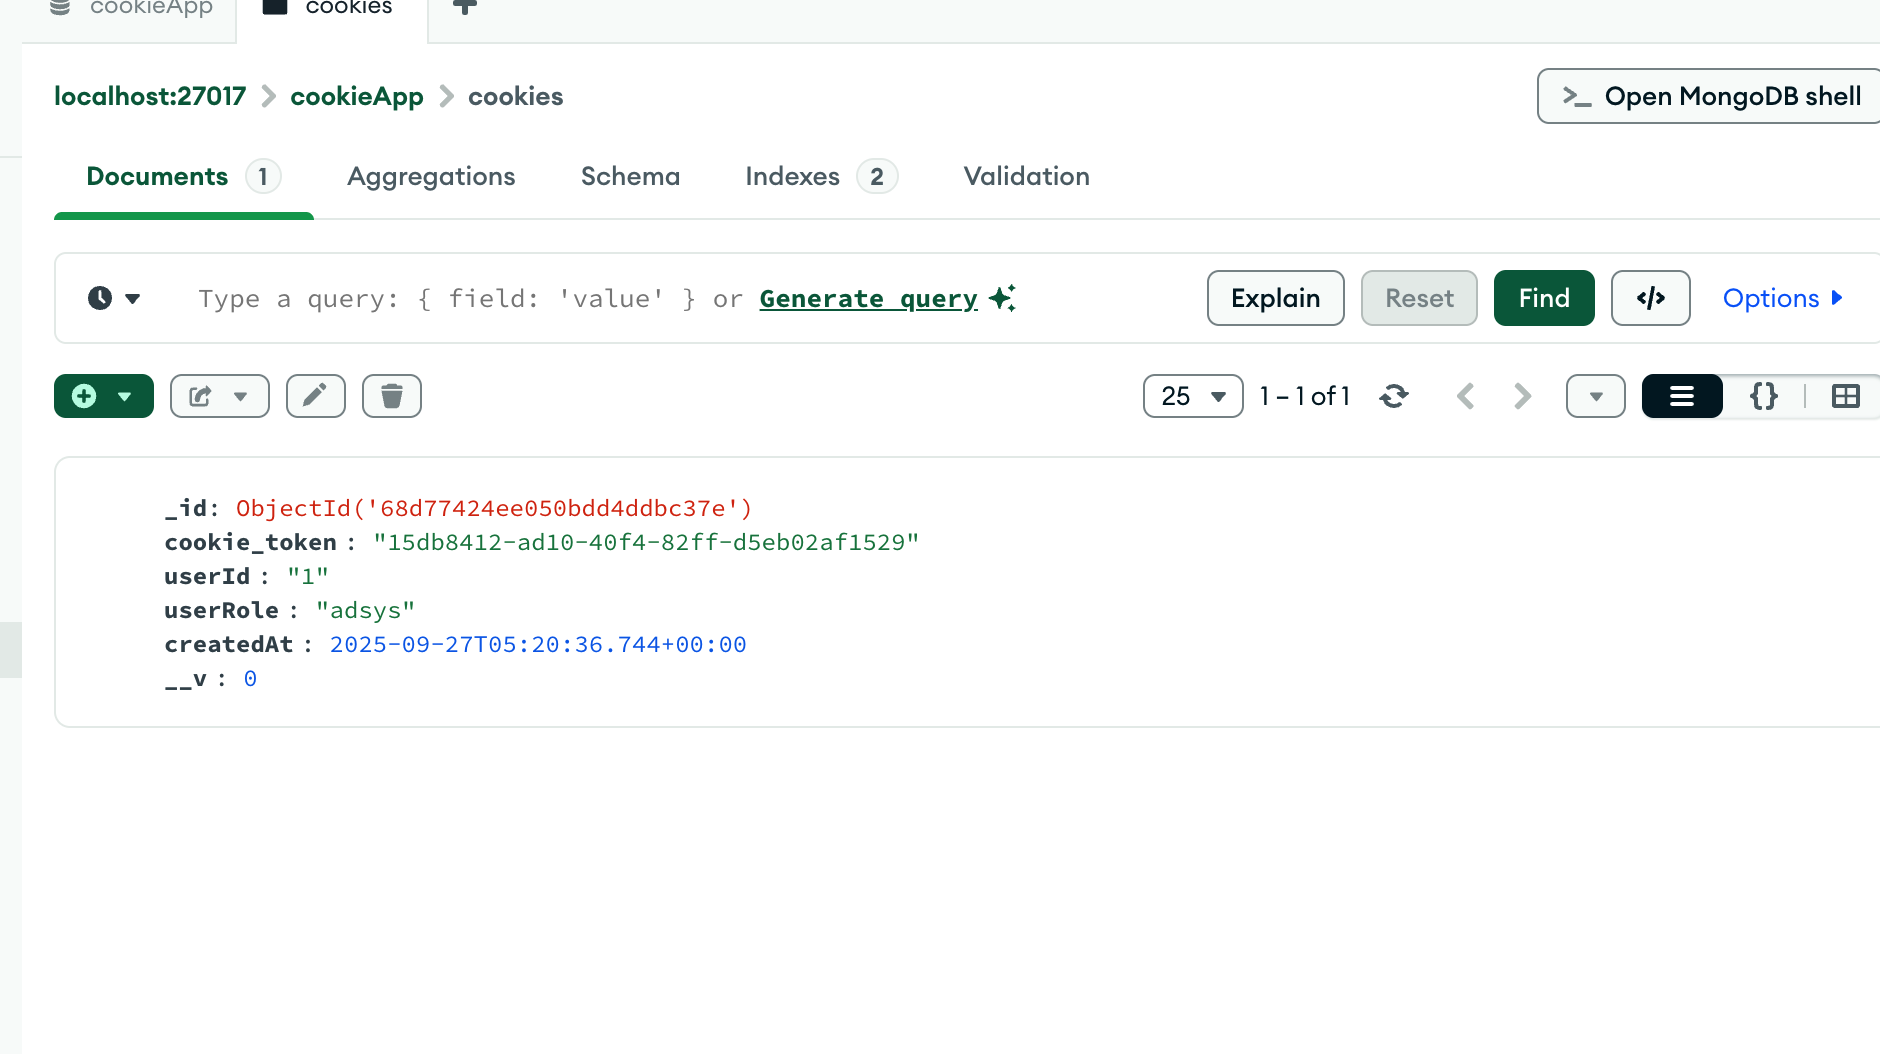 cookieApp
cookies
localhost:27017 cookieApp cookies
Open MongoDB shell
Documents 1 Aggregations Schema Indexes 2 Validation
Type a query: { field: 'value' } or Generate query
Explain Reset Find </> Options
25 1 – 1 of 1 {}
_id: ObjectId('68d77424ee050bdd4ddbc37e')
cookie_token : "15db8412-ad10-40f4-82ff-d5eb02af1529"
userId : "1"
userRole : "adsys"
createdAt : 2025-09-27T05:20:36.744+00:00
__v : 0